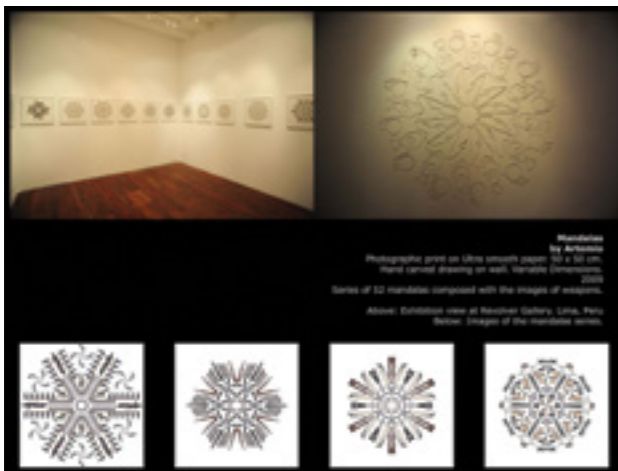 Mandalas
by Artemio
Photographic print on Ultra smooth paper. 50 x 50 cm.
Hand carved drawing on wall. Variable Dimensions.
2009
Series of 52 mandalas composed with the images of weapons.
Above: Exhibition view at Revolver Gallery. Lima, Peru
Below: Images of the mandalas series.